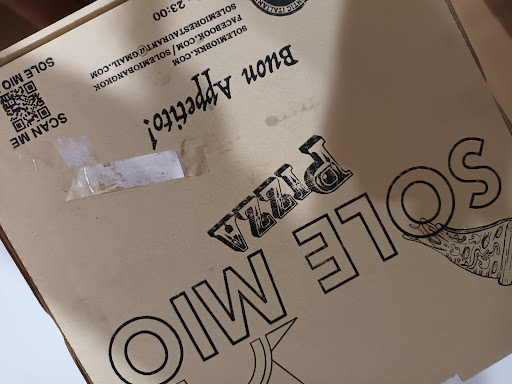 SOLE MIO
PIZZA
Buon Appetito!
SOLEMIOBKK.COM
FACEBOOK.COM/ SOLEMIOBANGKOK
SOLEMIORESTAURANT@GMAIL.COM
- 23:00
SCAN ME
SOLE MIO